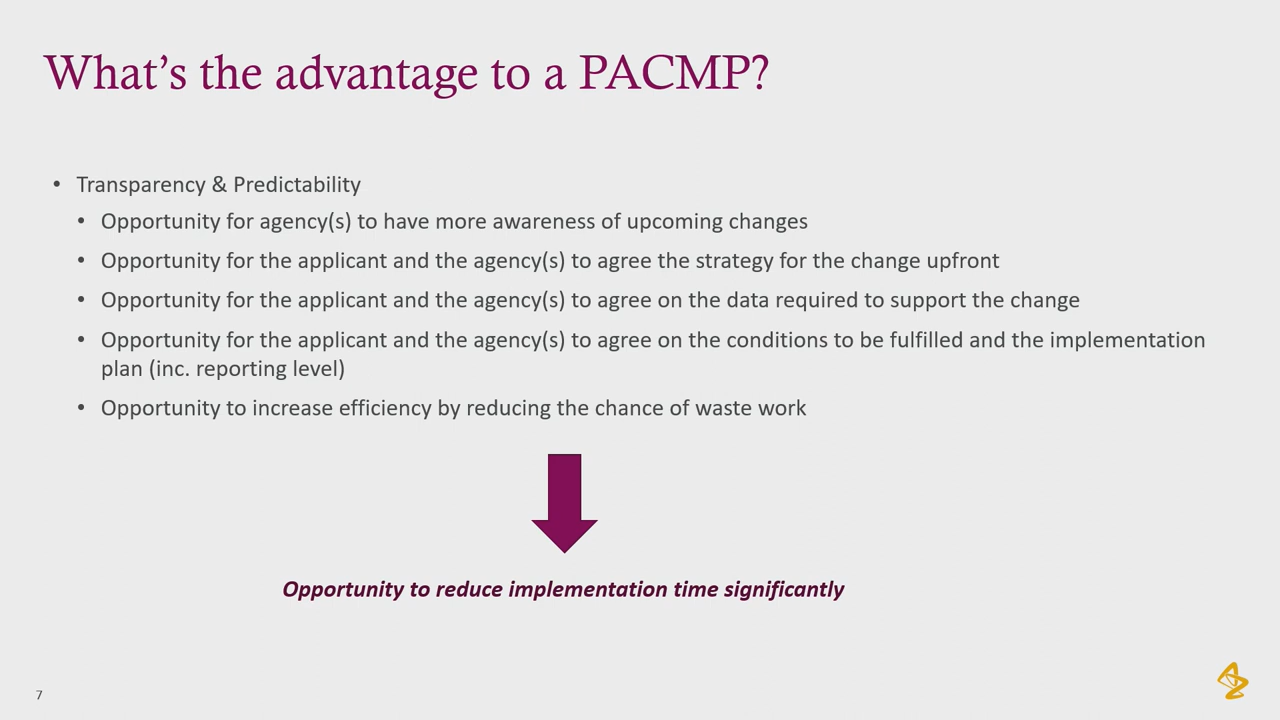 What's the advantage to a PACMP?
• Transparency & Predictability
• Opportunity for agency(s) to have more awareness of upcoming changes
• Opportunity for the applicant and the agency(s) to agree the strategy for the change upfront
• Opportunity for the applicant and the agency(s) to agree on the data required to support the change
• Opportunity for the applicant and the agency(s) to agree on the conditions to be fulfilled and the implementation
plan (inc. reporting level)
• Opportunity to increase efficiency by reducing the chance of waste work
Opportunity to reduce implementation time significantly
7